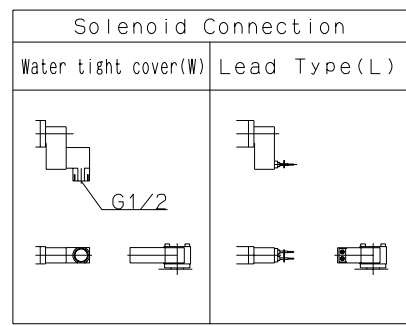 Solenoid Connection
Water tight cover(W)
Lead Type(L)
G1/2